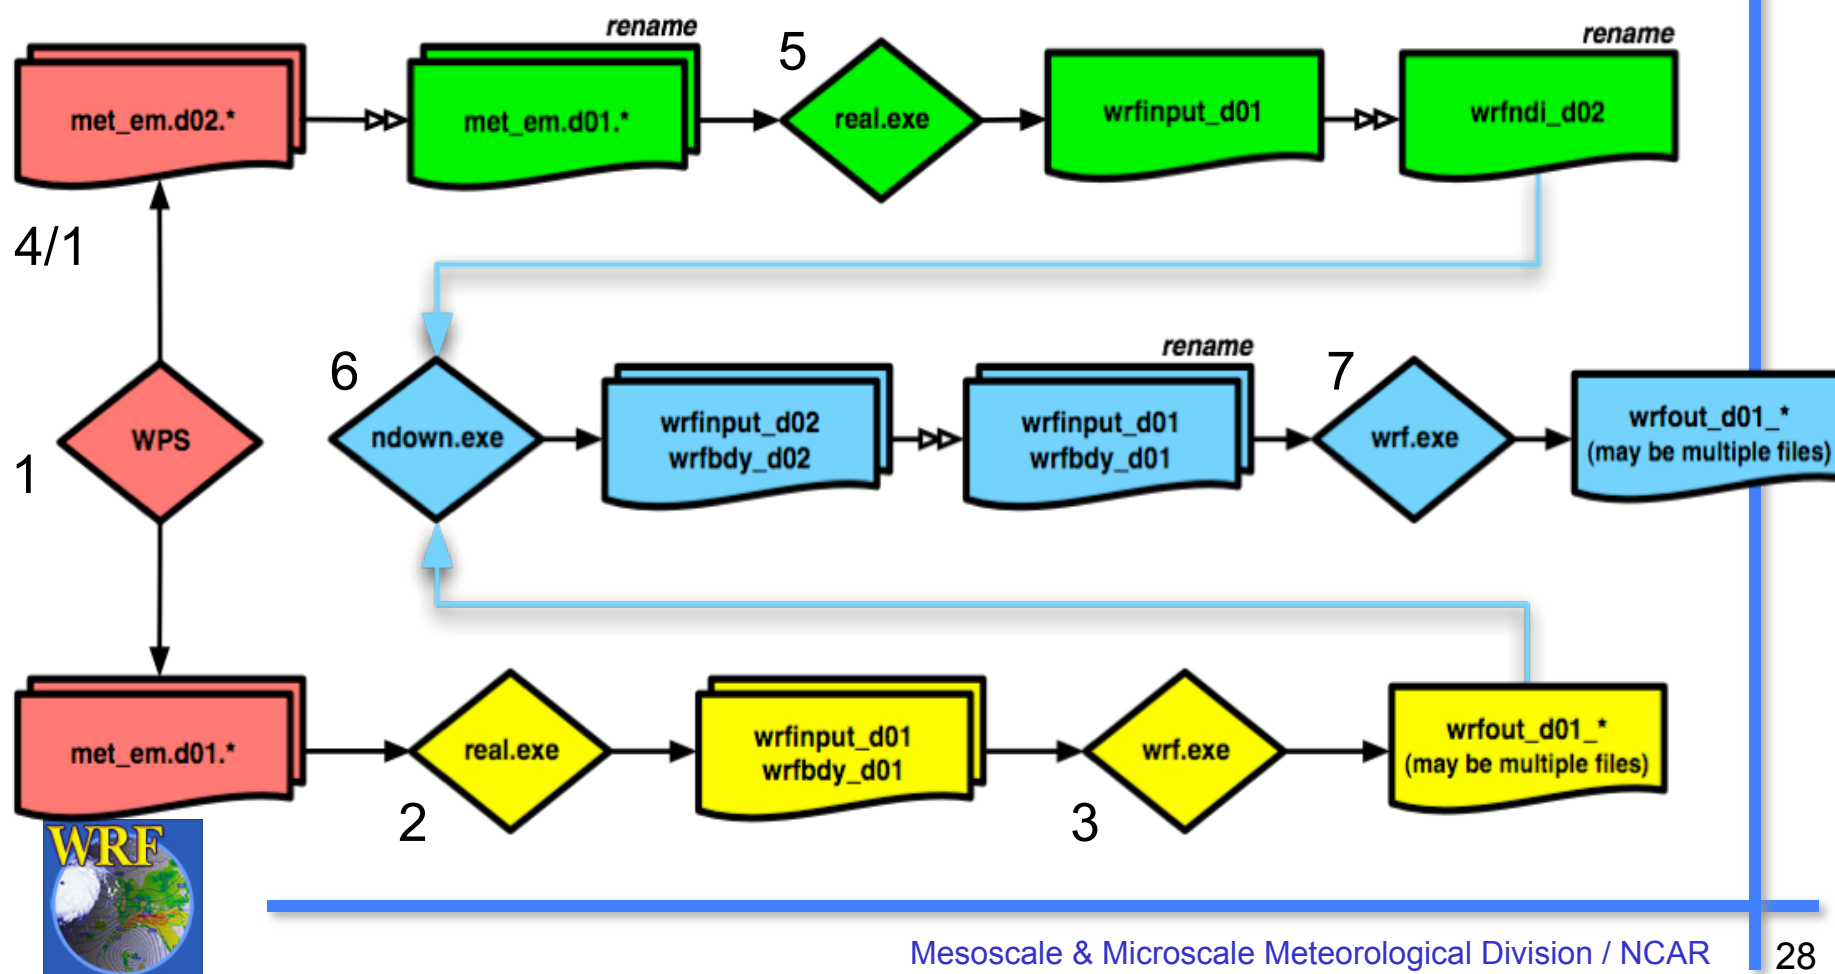 rename
5
rename
met_em.d02.*
met_em.d01.*
real.exe
wrfinput_d01
wrfndi_d02
4/1
rename
6
7
1
WPS
ndown.exe
wrfinput_d02
wrfbdy_d02
wrfinput_d01
wrfbdy_d01
wrf.exe
wrfout_d01_*
(may be multiple files)
met_em.d01.*
real.exe
wrfinput_d01
wrfbdy_d01
wrf.exe
wrfout_d01_*
(may be multiple files)
2
3
WRF
Mesoscale & Microscale Meteorological Division / NCAR
28